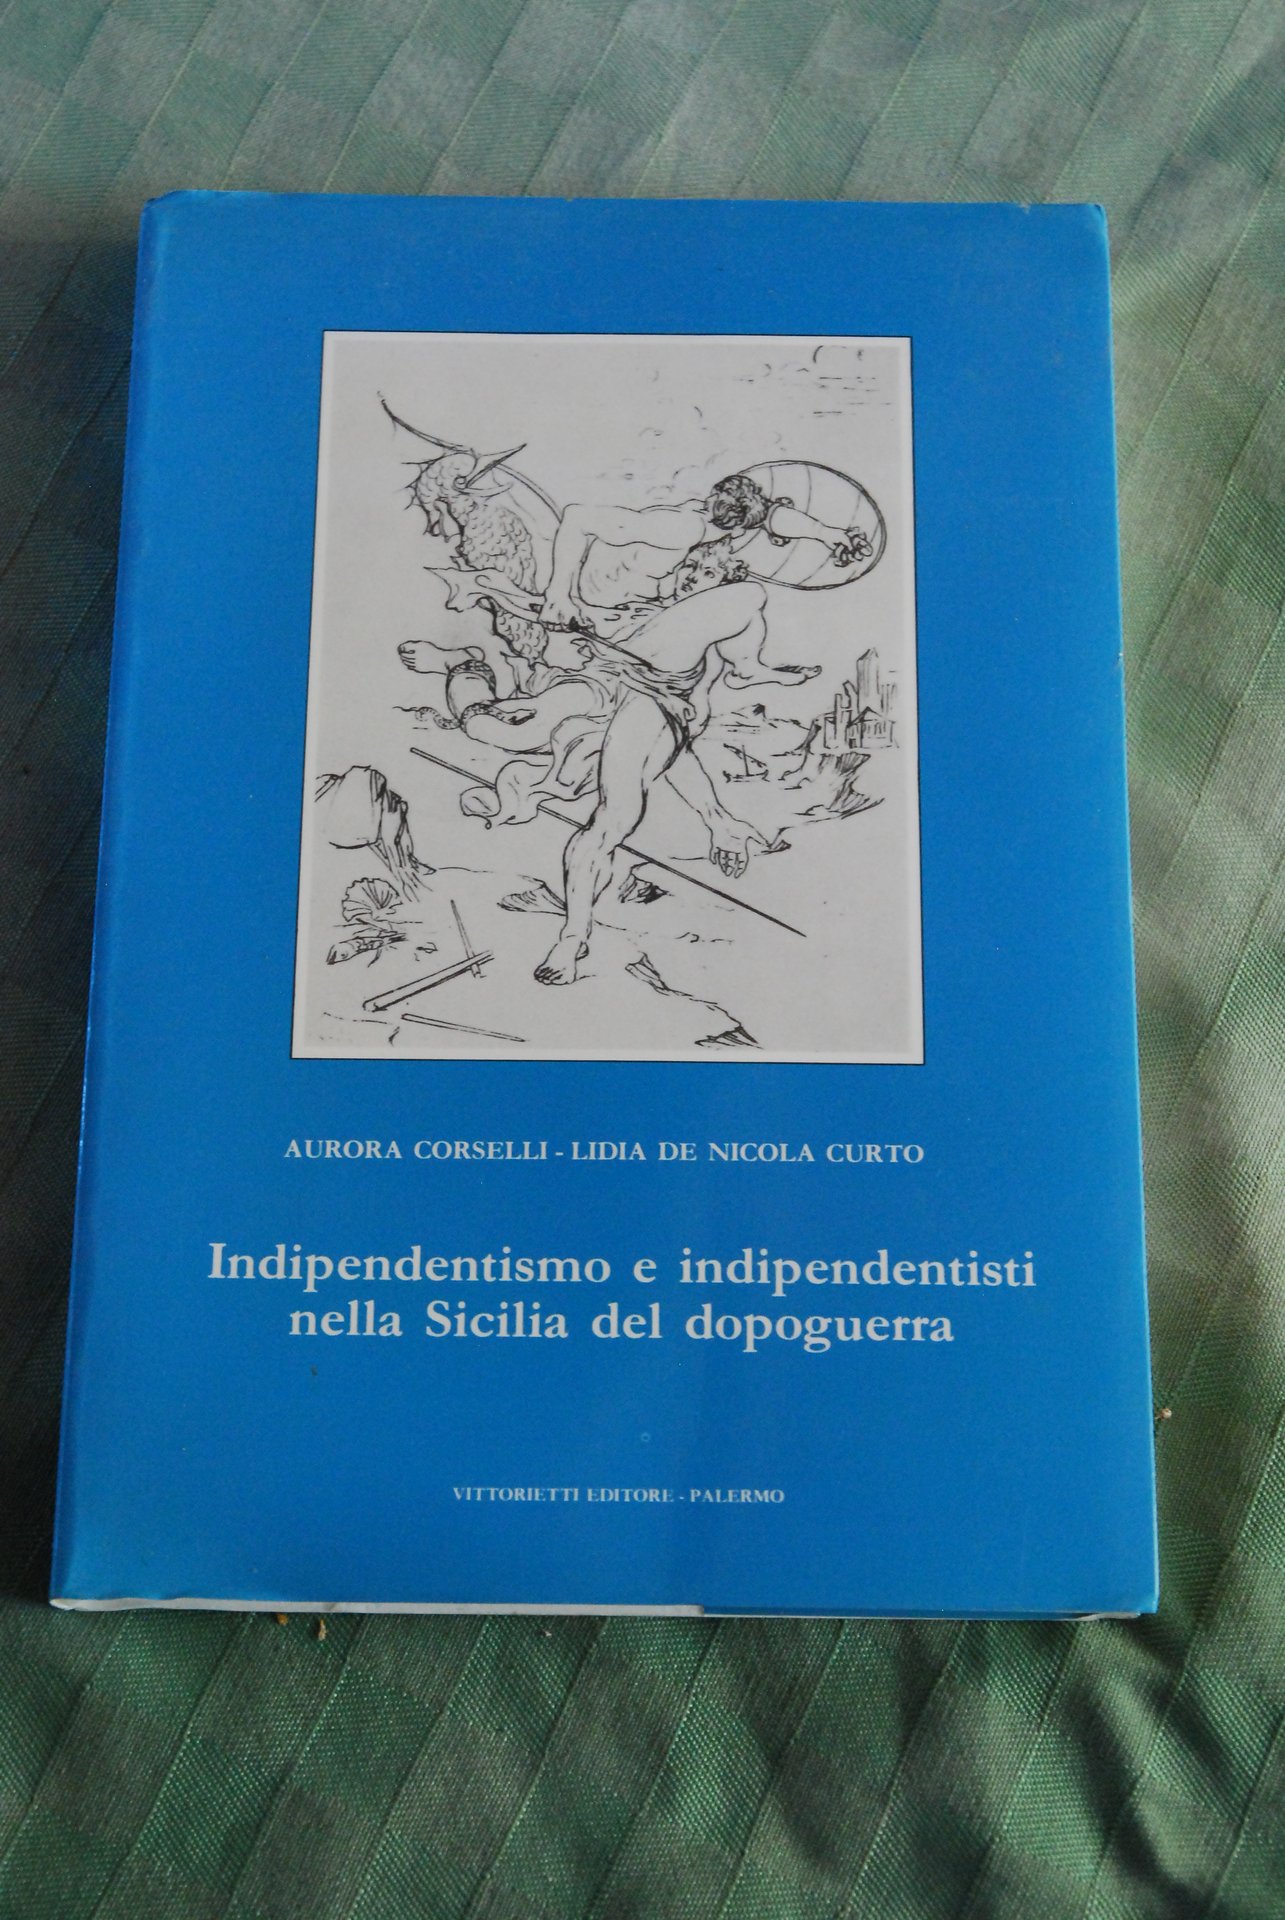 AURORA CORSELLI - LIDIA DE NICOLA CURTO
Indipendentismo e indipendentisti
nella Sicilia del dopoguerra
VITTORIETTI EDITORE - PALERMO